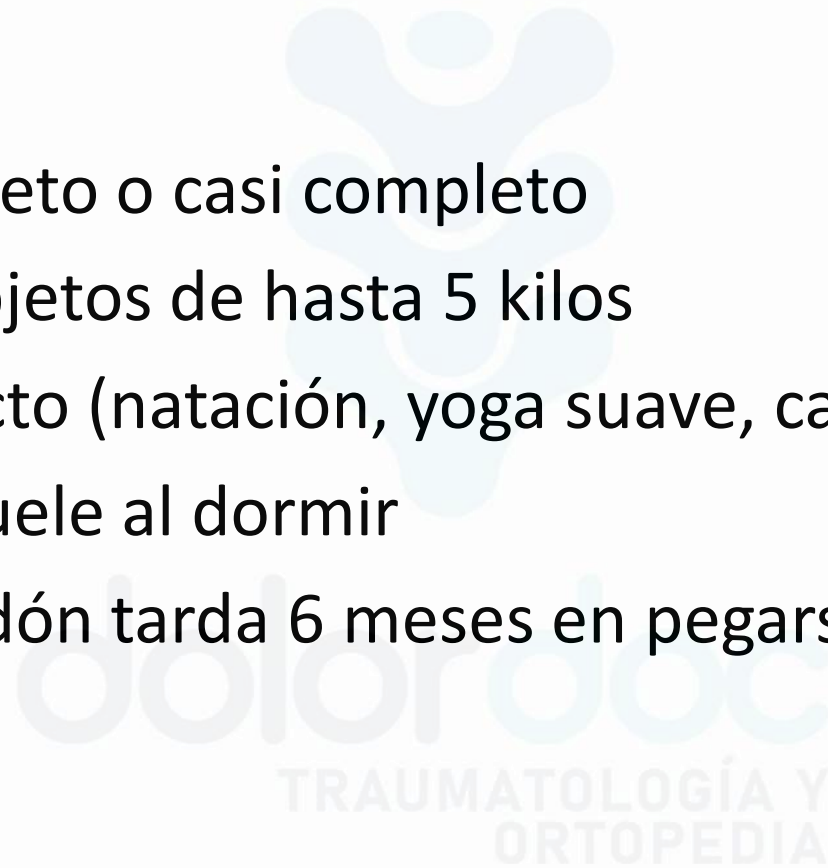 eto o casi completo
jetos de hasta 5 kilos
cto (natación, yoga suave, ca
uele al dormir
dón tarda 6 meses en pegars
dolordoc
TRAUMATOLOGÍA Y
ORTOPEDIA